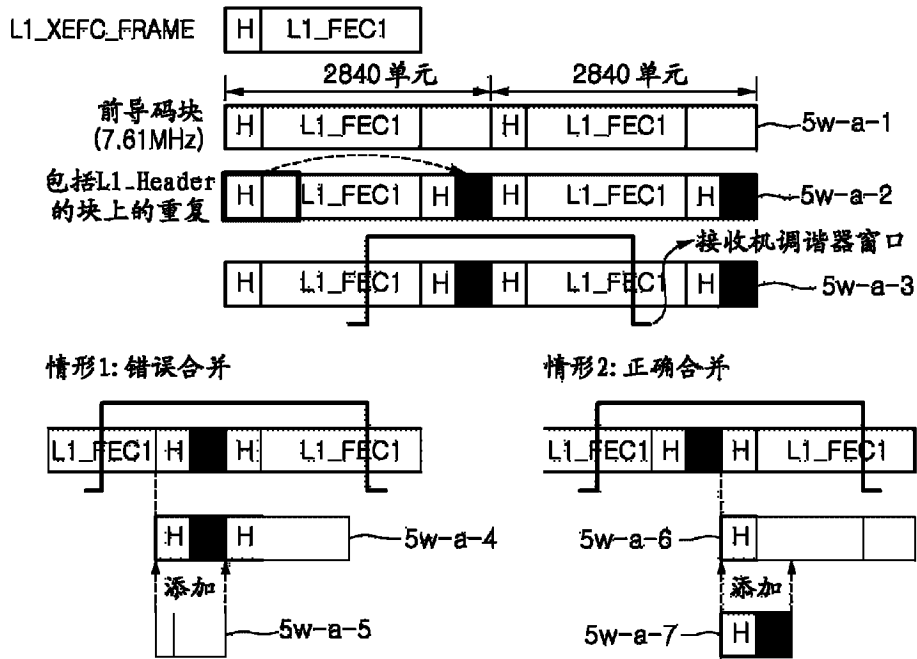 L1_XEFC_FRAME H L1_FEC1
2840单元 2840单元
前导码块
(7.61MHz)
H L1_FEC1 H L1_FEC1 5w-a-1
包括L1_Header
的块上的重复
H L1_FEC1 H H L1_FEC1 H 5w-a-2
接收机调谐器窗口
H L1_FEC1 H H L1_FEC1 H 5w-a-3
情形1:错误合并
L1_FEC1 H H L1_FEC1
H H 5w-a-4
添加
5w-a-5
情形2:正确合并
L1_FEC1 H H L1_FEC1
5w-a-6 H
添加
5w-a-7 H